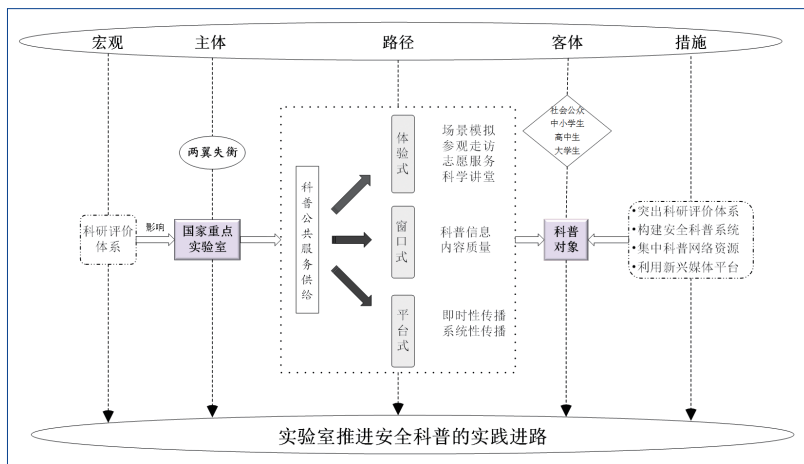 宏观
主体
路径
客体
措施
两翼失衡
科研评价
体系
影响
国家重点
实验室
科普公共服务供给
体验式
场景模拟
参观走访
志愿服务
科学讲堂
窗口式
科普信息
内容质量
平台式
即时性传播
系统性传播
社会公众
中小学生
高中生
大学生
科普
对象
•突出科研评价体系
•构建安全科普系统
•集中科普网络资源
•利用新兴媒体平台
实验室推进安全科普的实践进路